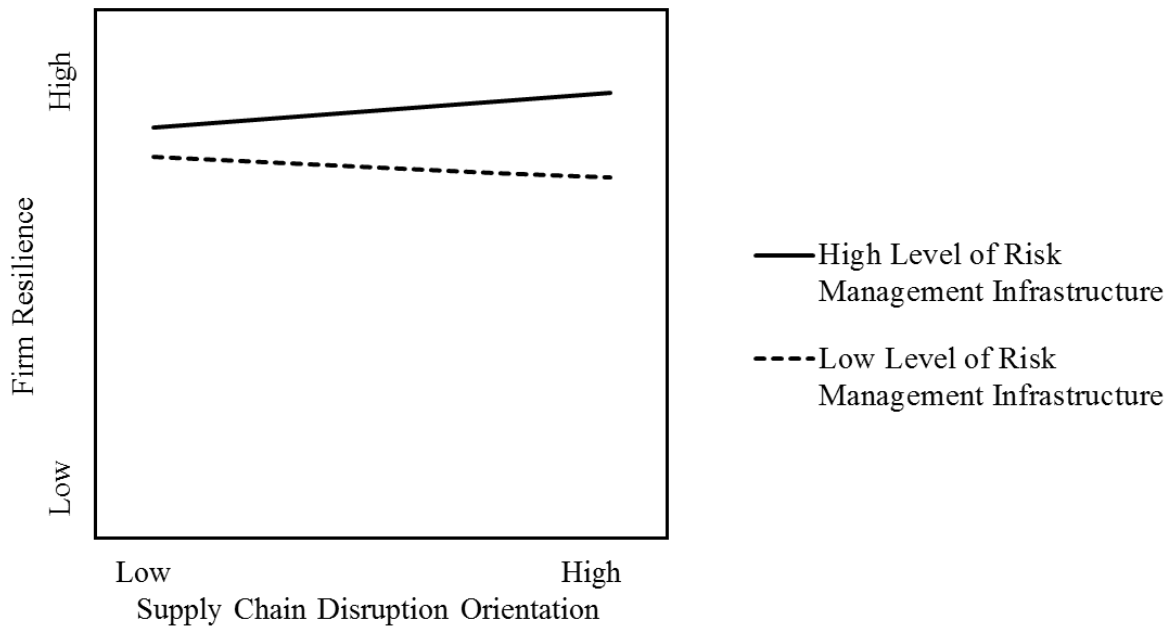 High
Firm Resilience
Low
Low
High
Supply Chain Disruption Orientation
High Level of Risk
Management Infrastructure
Low Level of Risk
Management Infrastructure